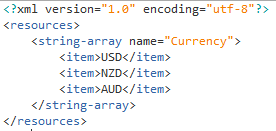 <?xml version="1.0" encoding="utf-8"?>
<resources>
    <string-array name="Currency">
        <item>USD</item>
        <item>NZD</item>
        <item>AUD</item>
    </string-array>
</resources>